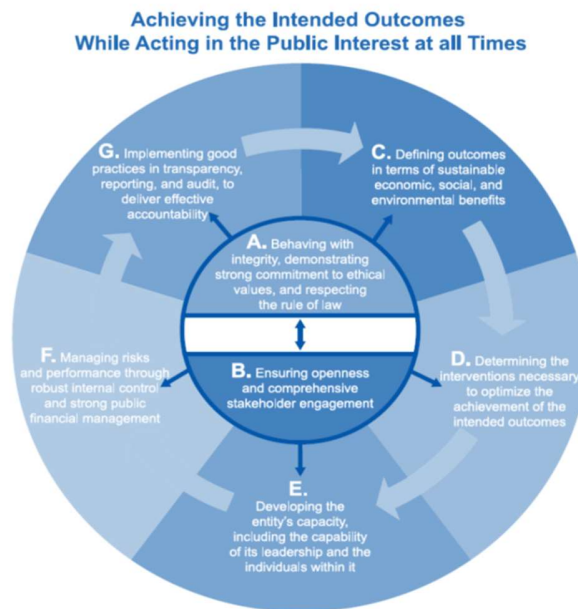 Achieving the Intended Outcomes
While Acting in the Public Interest at all Times
G. Implementing good
practices in transparency,
reporting, and audit, to
deliver effective
accountability
C. Defining outcomes
in terms of sustainable
economic, social, and
environmental benefits
A. Behaving with
integrity, demonstrating
strong commitment to ethical
values, and respecting
the rule of law
B. Ensuring openness
and comprehensive
stakeholder engagement
F. Managing risks
and performance through
robust internal control
and strong public
financial management
D. Determining the
interventions necessary
to optimize the
achievement of the
intended outcomes
E.
Developing the
entity's capacity,
including the capability
of its leadership and the
individuals within it